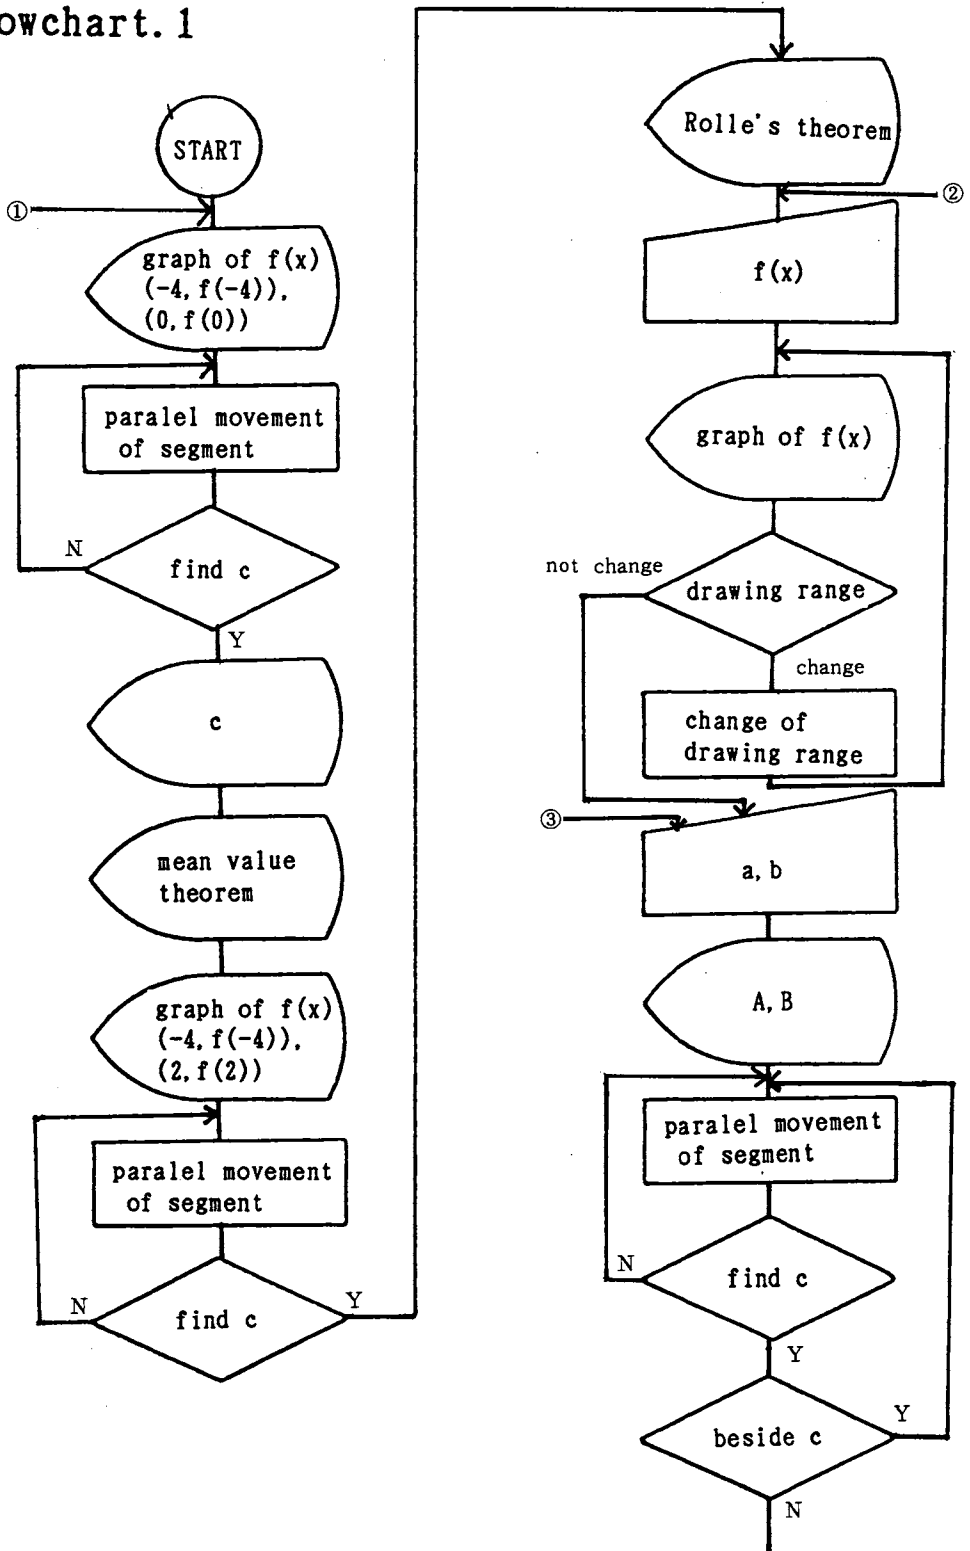 owchart. 1
START
①
graph of f(x)
(-4, f(-4)),
(0, f(0))
paralel movement
of segment
N
find c
Y
c
mean value
theorem
graph of f(x)
(-4, f(-4)),
(2, f(2))
paralel movement
of segment
N
find c
Y
Rolle's theorem
②
f(x)
graph of f(x)
not change
drawing range
change
change of
drawing range
③
a, b
A, B
paralel movement
of segment
N
find c
Y
beside c
Y
N